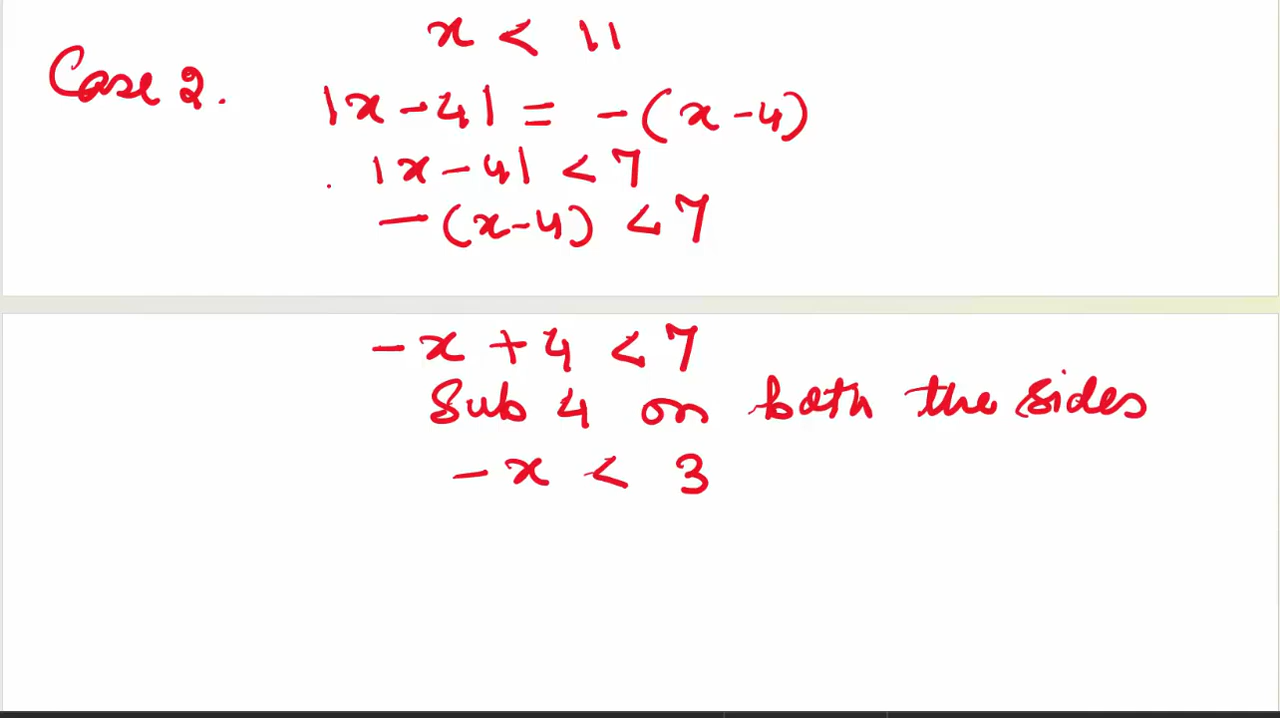 x < 11
Case 2.
|x - 4| = -(x - 4)
|x - 4| < 7
-(x - 4) < 7
-x + 4 < 7
Sub 4 on both the sides
-x < 3